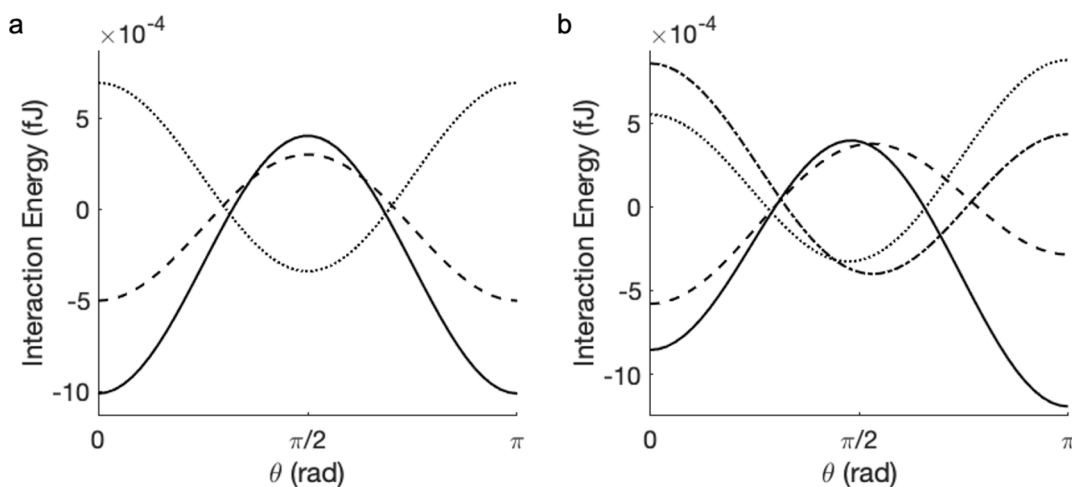 a
×10⁻⁴
Interaction Energy (fJ)
5
0
-5
-10
0
π/2
π
θ (rad)
b
×10⁻⁴
Interaction Energy (fJ)
5
0
-5
-10
0
π/2
π
θ (rad)